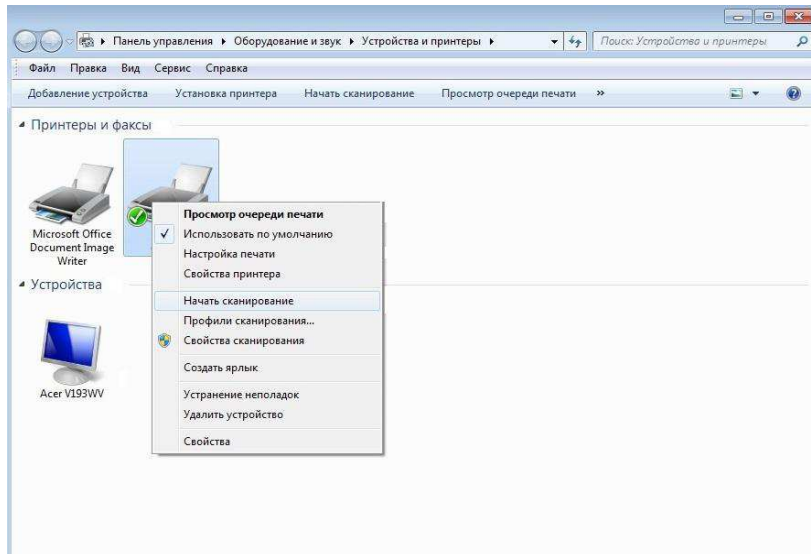 Панель управления ▸ Оборудование и звук ▸ Устройства и принтеры ▸
Поиск: Устройства и принтеры
Файл Правка Вид Сервис Справка
Добавление устройства Установка принтера Начать сканирование Просмотр очереди печати »
Принтеры и факсы
Microsoft Office
Document Image
Writer
Просмотр очереди печати
Использовать по умолчанию
Настройка печати
Свойства принтера
Начать сканирование
Профили сканирования...
Свойства сканирования
Создать ярлык
Устранение неполадок
Удалить устройство
Свойства
Устройства
Acer V193WV